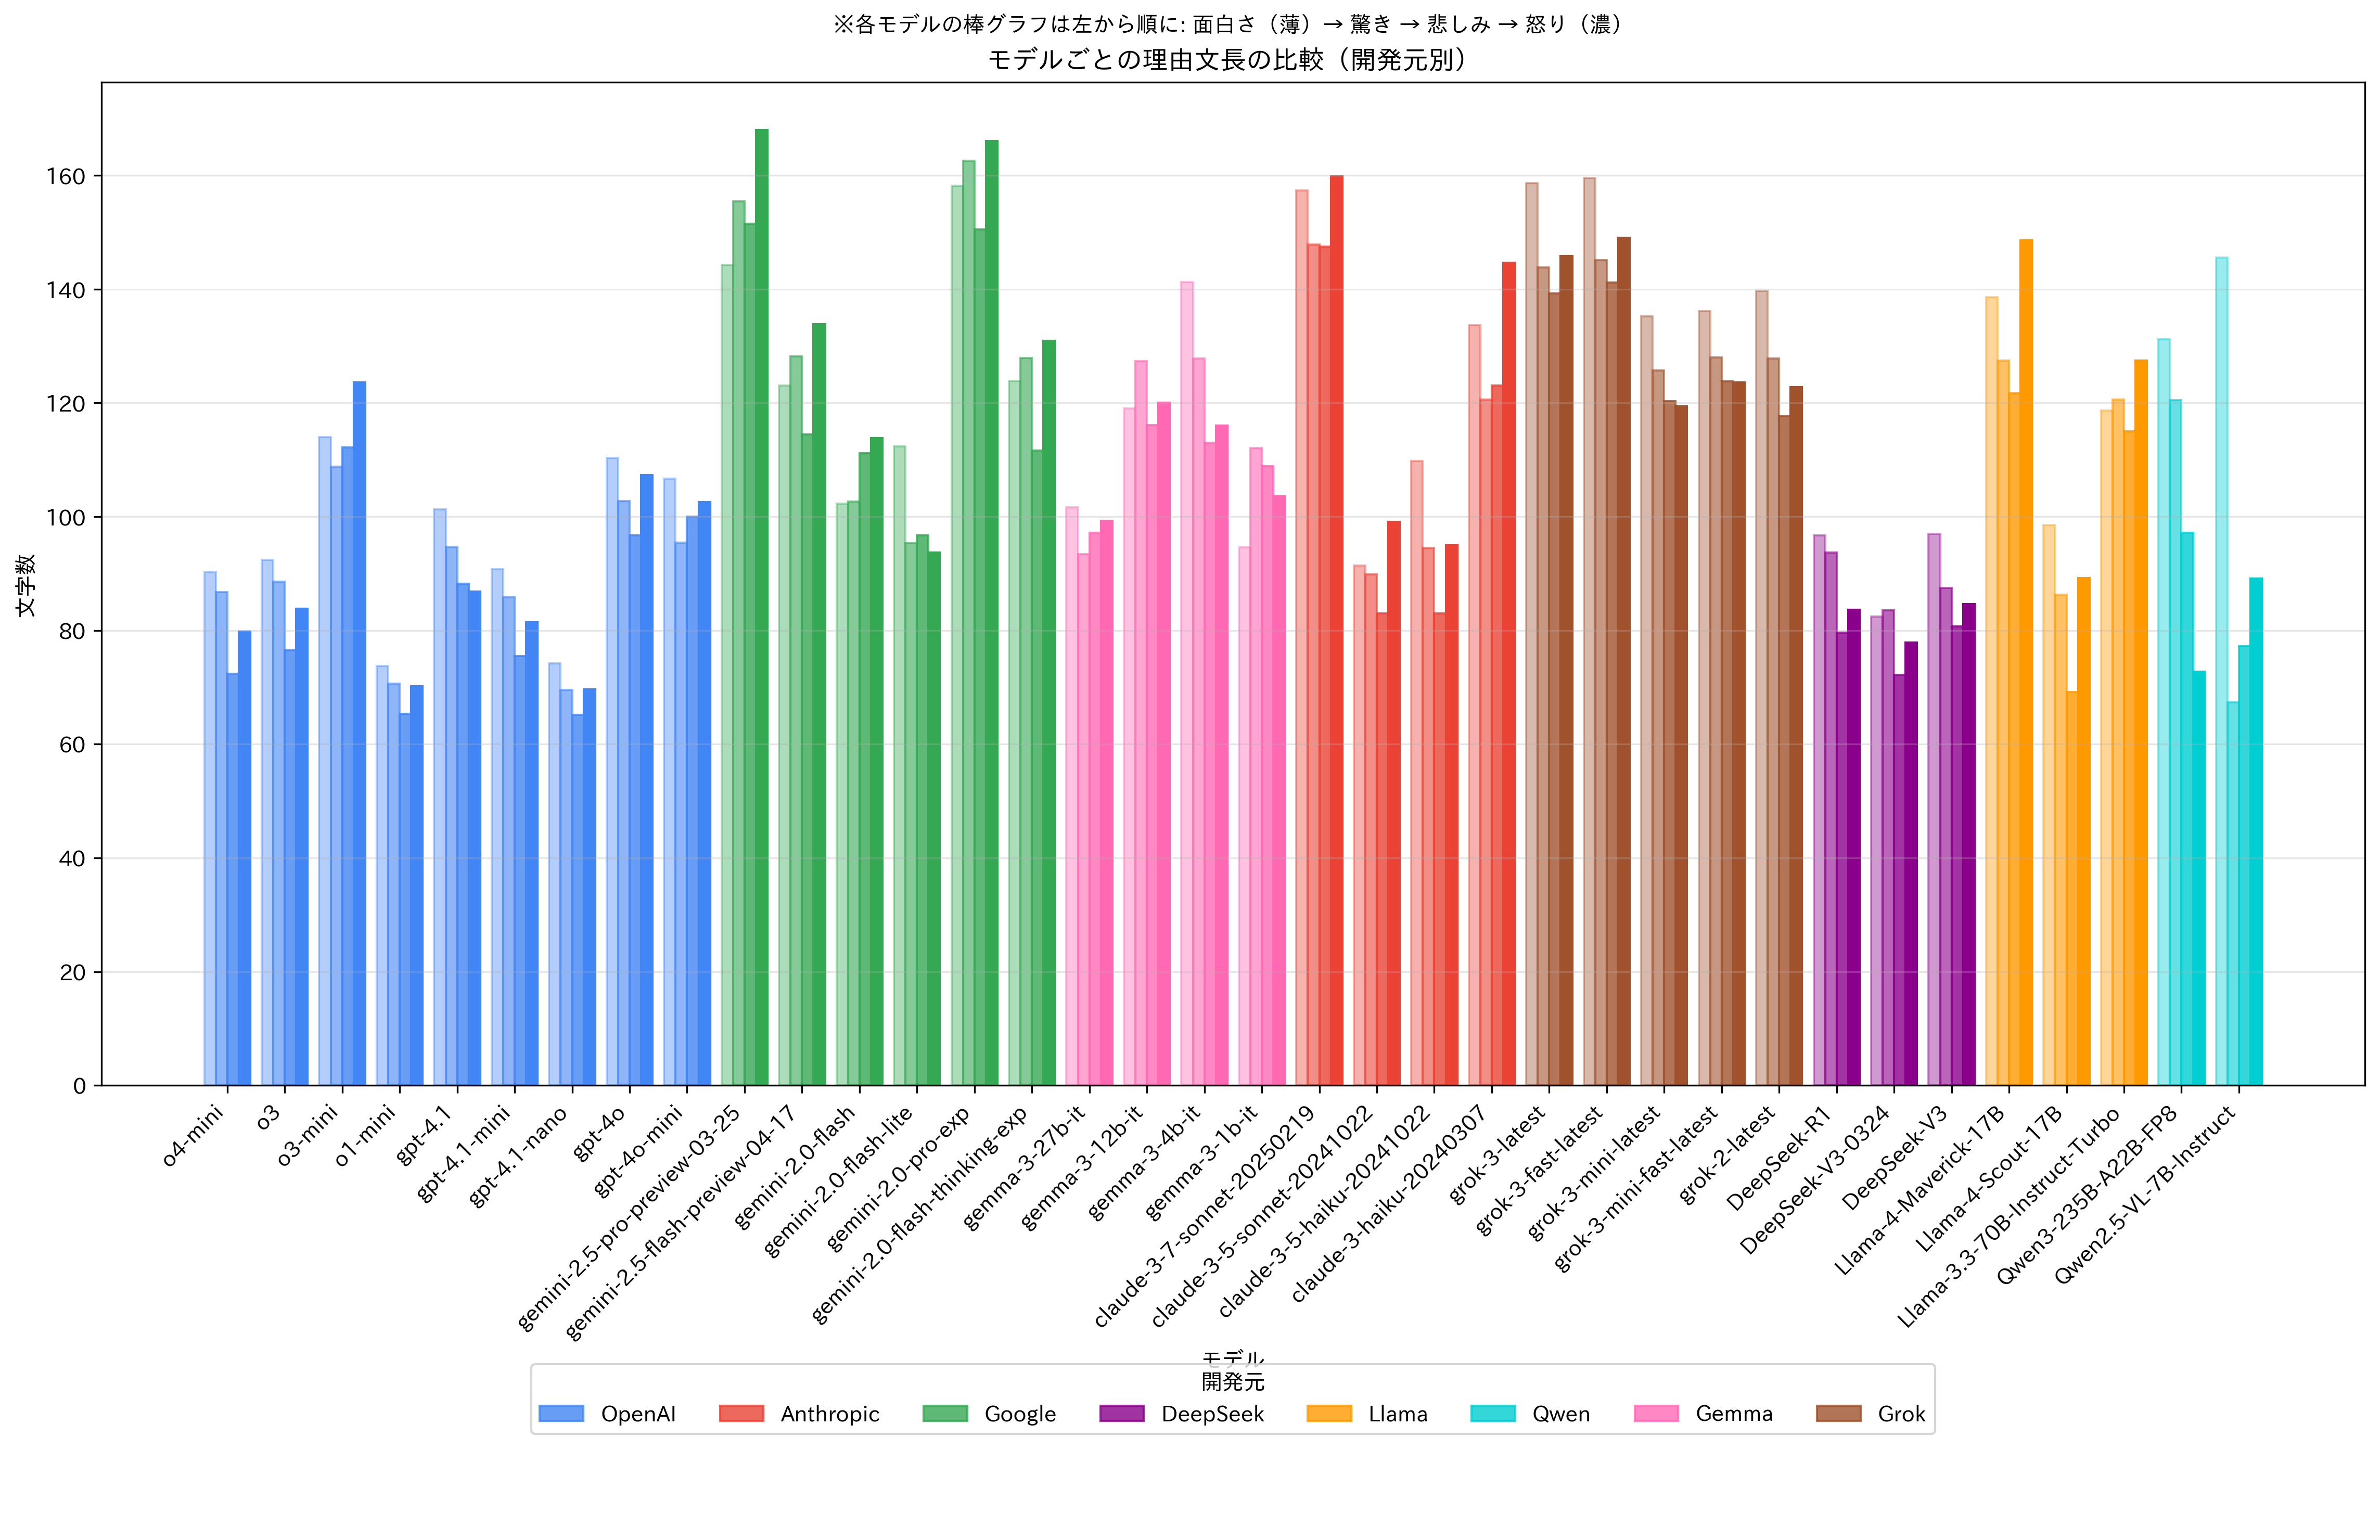 ※各モデルの棒グラフは左から順に: 面白さ（薄）→ 驚き → 悲しみ → 怒り（濃）
モデルごとの理由文長の比較（開発元別）
文字数
160
140
120
100
80
60
40
20
0
o4-mini
o3
o3-mini
o1-mini
gpt-4.1
gpt-4.1-mini
gpt-4.1-nano
gpt-4o
gpt-4o-mini
gemini-2.5-pro-preview-03-25
gemini-2.5-flash-preview-04-17
gemini-2.0-flash
gemini-2.0-flash-lite
gemini-2.0-pro-exp
gemini-2.0-flash-thinking-exp
gemma-3-27b-it
gemma-3-12b-it
gemma-3-4b-it
gemma-3-1b-it
claude-3-7-sonnet-20250219
claude-3-5-sonnet-20241022
claude-3-5-haiku-20241022
claude-3-haiku-20240307
grok-3-latest
grok-3-fast-latest
grok-3-mini-latest
grok-3-mini-fast-latest
grok-2-latest
DeepSeek-R1
DeepSeek-V3-0324
DeepSeek-V3
Llama-4-Maverick-17B
Llama-4-Scout-17B
Llama-3.3-70B-Instruct-Turbo
Qwen3-235B-A22B-FP8
Qwen2.5-VL-7B-Instruct
モデル
開発元
OpenAI Anthropic Google DeepSeek Llama Qwen Gemma Grok